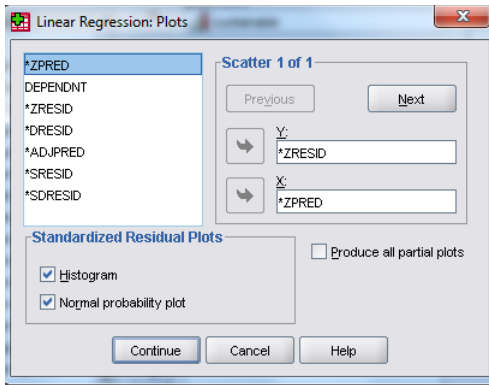 Linear Regression: Plots
*ZPRED
DEPENDNT
*ZRESID
*DRESID
*ADJPRED
*SRESID
*SDRESID
Scatter 1 of 1
Previous
Next
Y:
*ZRESID
X:
*ZPRED
Standardized Residual Plots
Histogram
Normal probability plot
Produce all partial plots
Continue
Cancel
Help